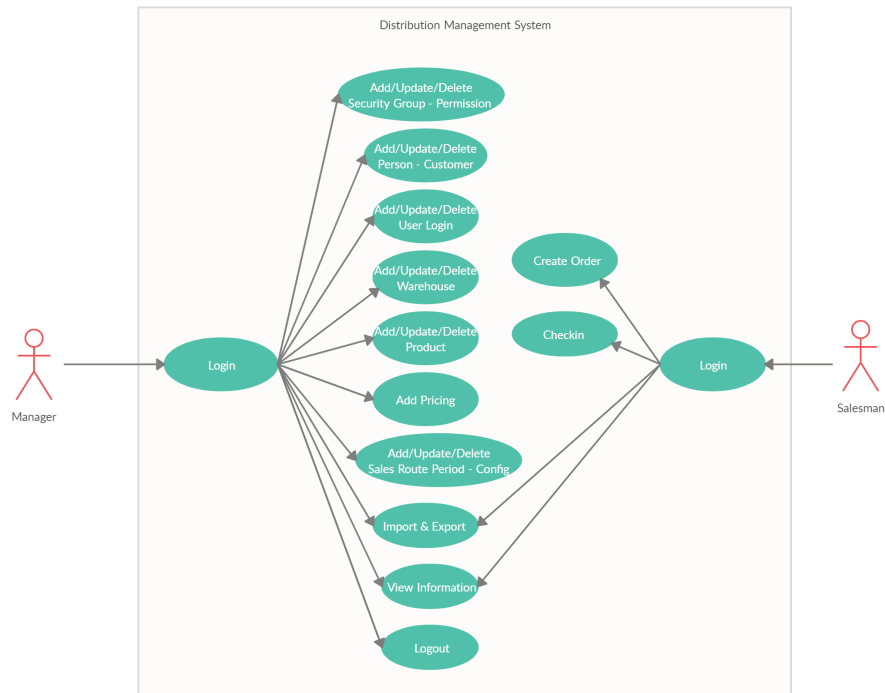 Distribution Management System
Add/Update/Delete
Security Group - Permission
Add/Update/Delete
Person - Customer
Add/Update/Delete
User Login
Add/Update/Delete
Warehouse
Add/Update/Delete
Product
Add Pricing
Add/Update/Delete
Sales Route Period - Config
Import & Export
View Information
Logout
Create Order
Checkin
Login
Login
Manager
Salesman